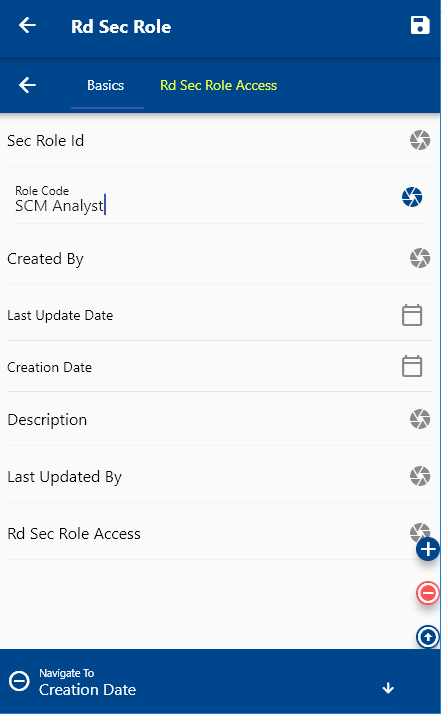 Rd Sec Role
Basics Rd Sec Role Access
Sec Role Id
Role Code
SCM Analyst
Created By
Last Update Date
Creation Date
Description
Last Updated By
Rd Sec Role Access
Navigate To
Creation Date